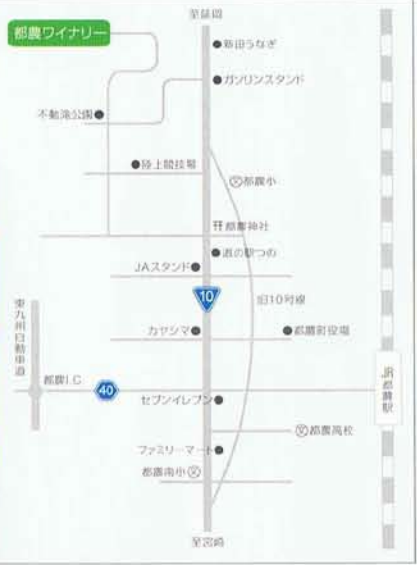 至延岡
都農ワイナリー
新田うなぎ
ガソリンスタンド
不動滝公園
陸上競技場
文都農小
都農神社
道の駅つの
JAスタンド
10
旧10号線
カヤシマ
都農町役場
東九州自動車道
都農I.C
40
セブンイレブン
JR都農駅
文都農高校
ファミリーマート
都農南小文
至宮崎